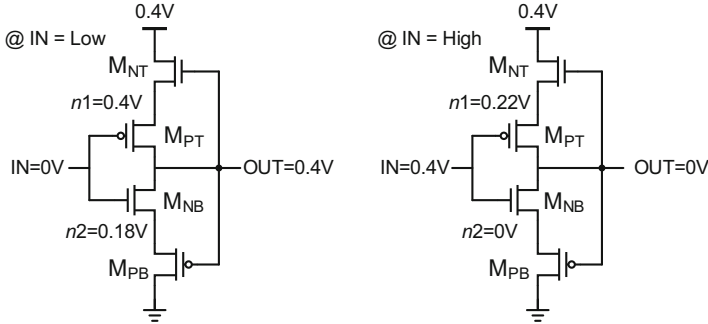 0.4V
@ IN = Low
M_NT
n1=0.4V
M_PT
IN=0V
OUT=0.4V
M_NB
n2=0.18V
M_PB
0.4V
@ IN = High
M_NT
n1=0.22V
M_PT
IN=0.4V
OUT=0V
M_NB
n2=0V
M_PB